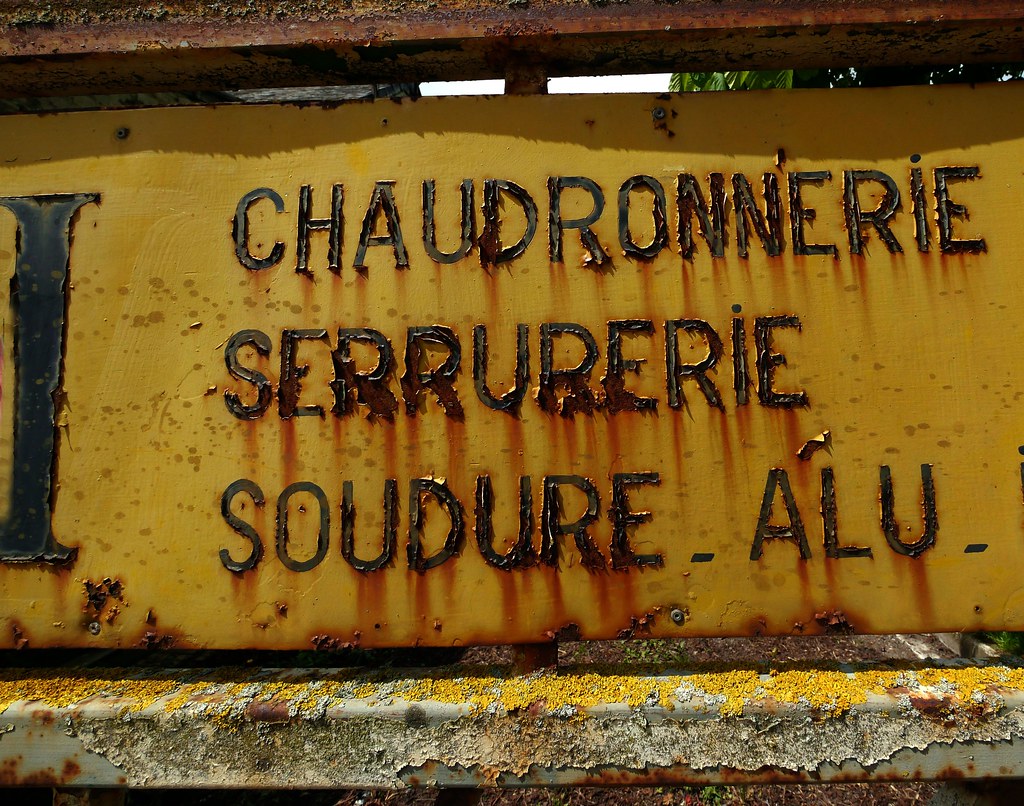 I
CHAUDRONNERiE
SERRURERiE
SOUDURE - ALU -